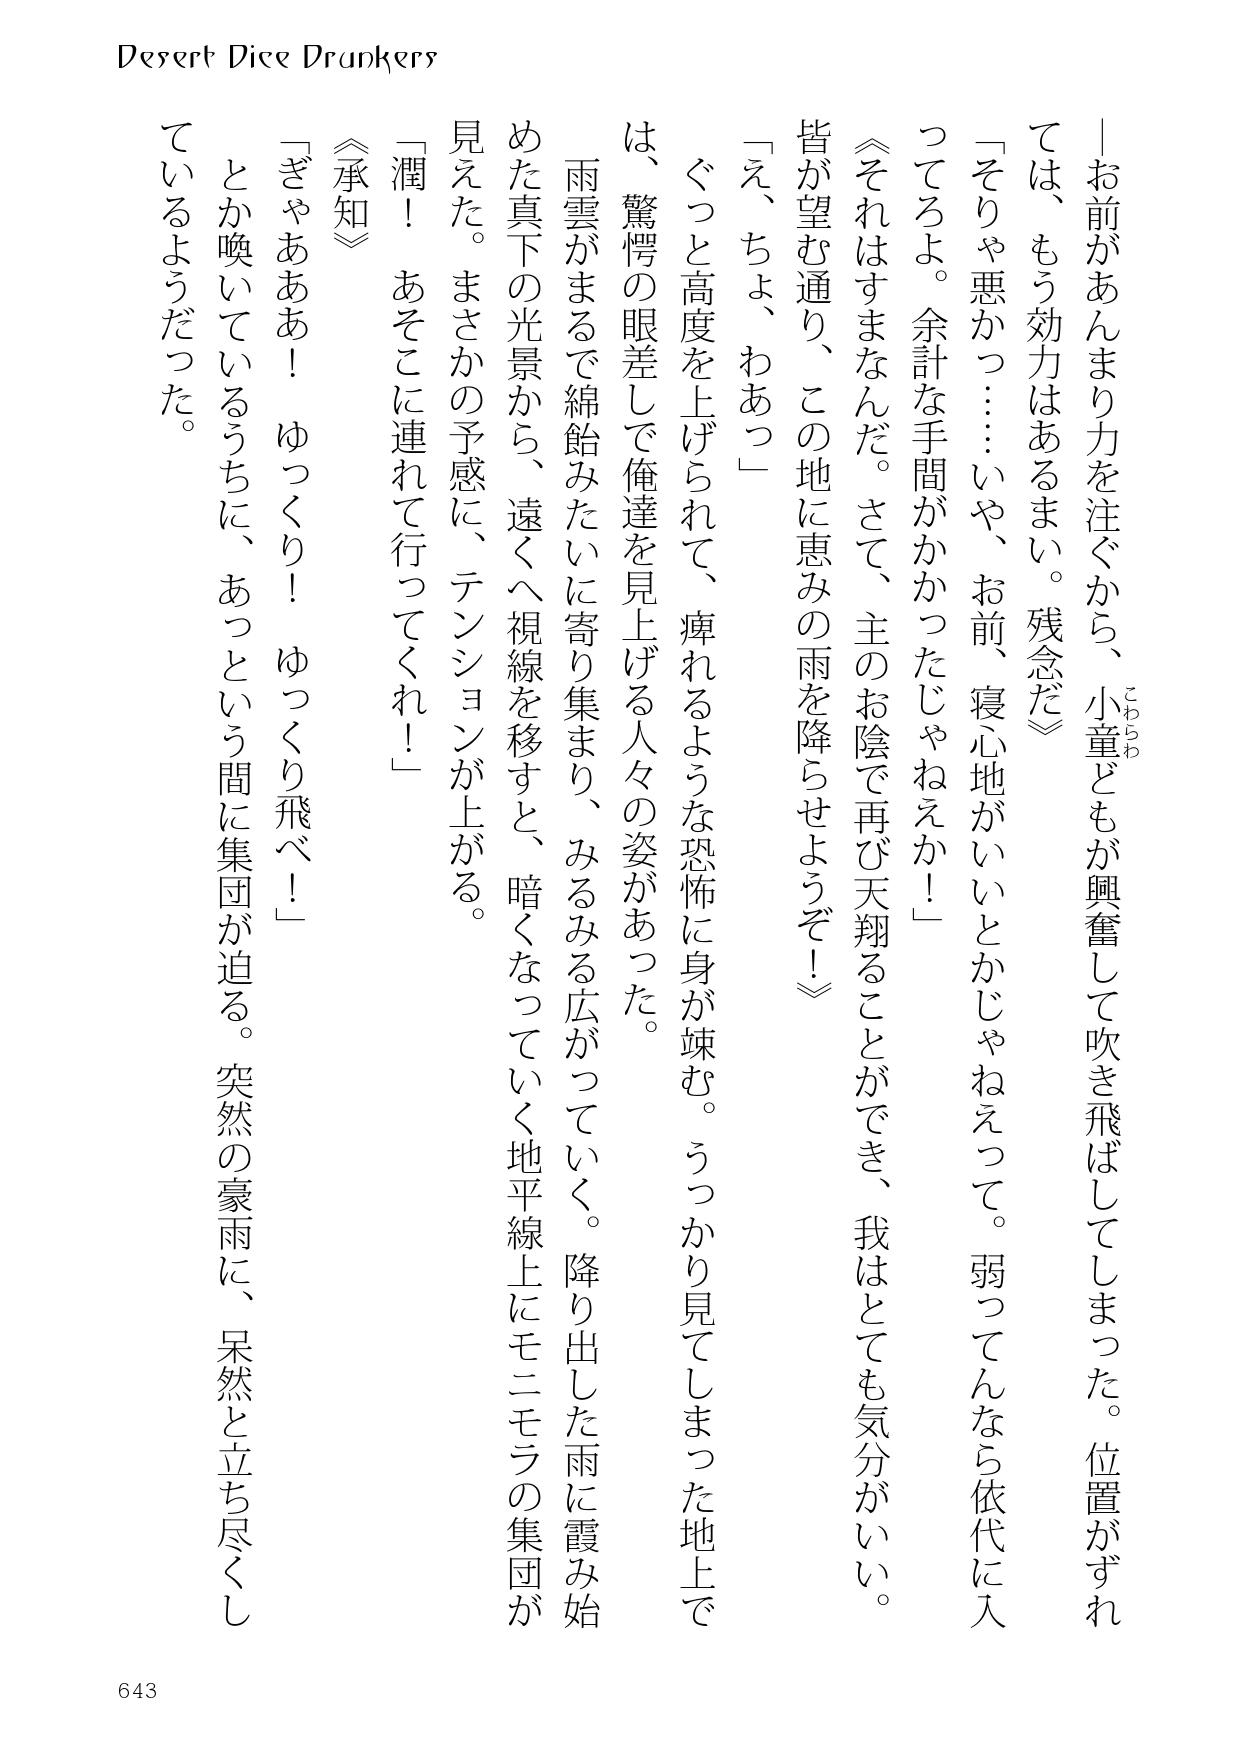 Desert Dice Drunkers
―お前があんまり力を注ぐから、小童どもが興奮して吹き飛ばしてしまった。位置がずれ
こわらわ
ては、もう効力はあるまい。残念だ》
「そりゃ悪かっ……いや、お前、寝心地がいいとかじゃねえって。弱ってんなら依代に入
ってろよ。余計な手間がかかったじゃねえか！」
《それはすまなんだ。さて、主のお陰で再び天翔ることができ、我はとても気分がいい。
皆が望む通り、この地に恵みの雨を降らせようぞ！》
「え、ちょ、わあっ」
　ぐっと高度を上げられて、痺れるような恐怖に身が竦む。うっかり見てしまった地上で
は、驚愕の眼差しで俺達を見上げる人々の姿があった。
　雨雲がまるで綿飴みたいに寄り集まり、みるみる広がっていく。降り出した雨に霞み始
めた真下の光景から、遠くへ視線を移すと、暗くなっていく地平線上にモニモラの集団が
見えた。まさかの予感に、テンションが上がる。
「潤！　あそこに連れて行ってくれ！」
《承知》
「ぎゃあああ！　ゆっくり！　ゆっくり飛べ！」
　とか喚いているうちに、あっという間に集団が迫る。突然の豪雨に、呆然と立ち尽くし
ているようだった。
643